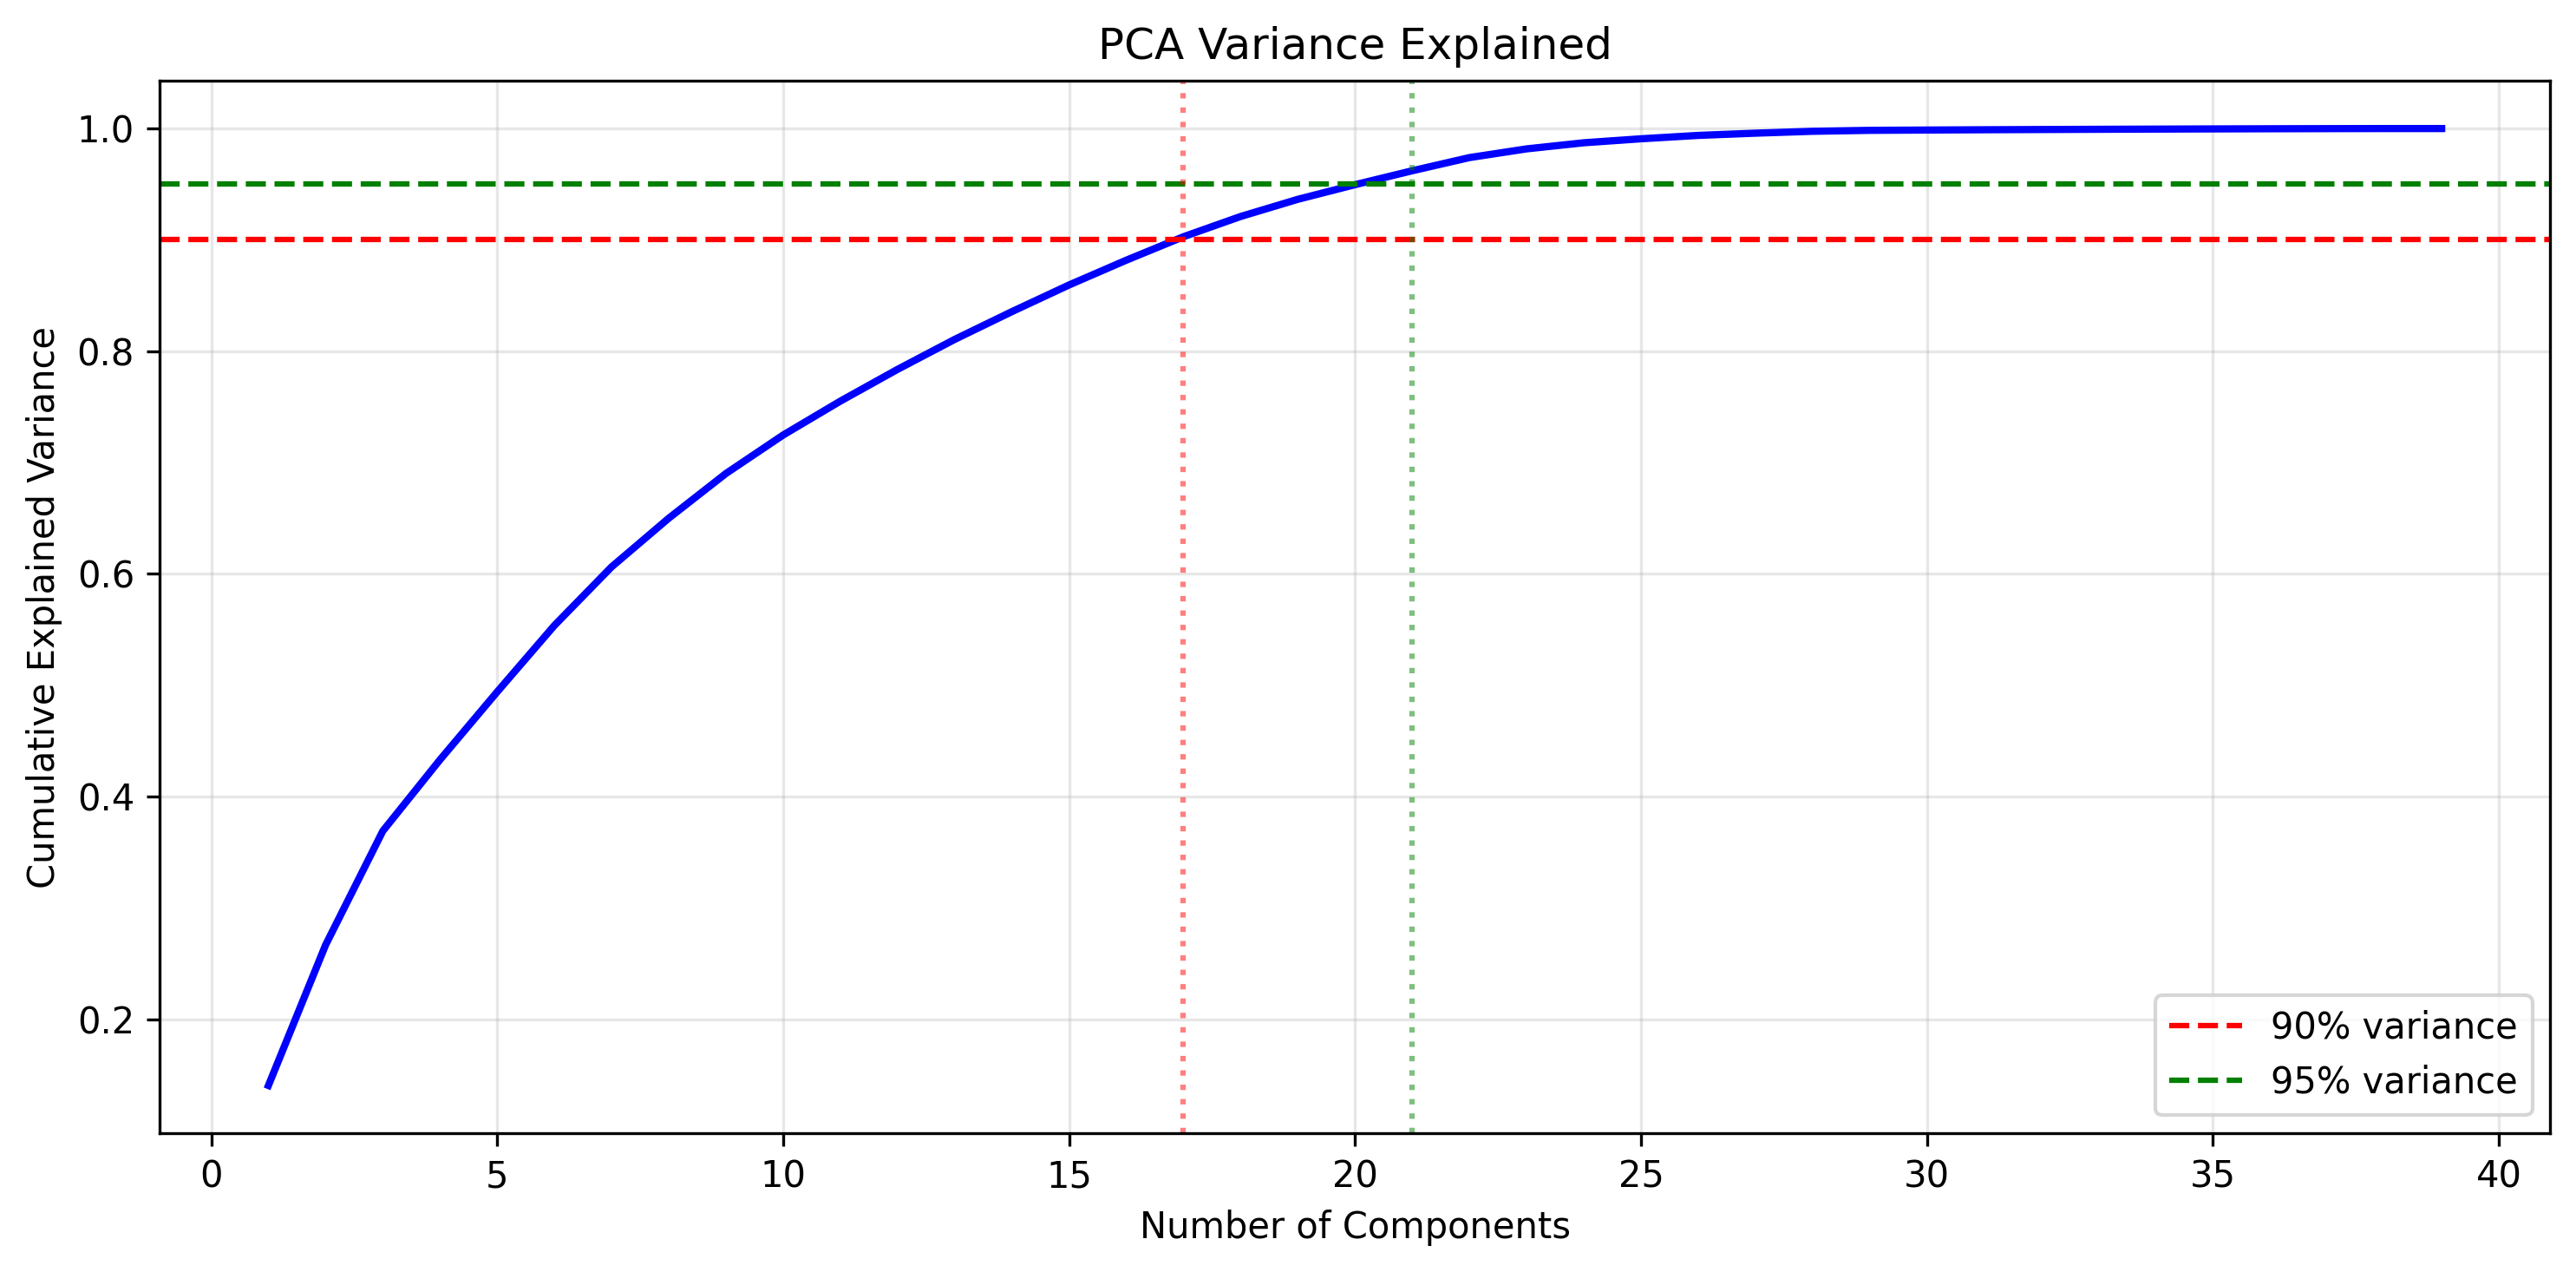 PCA Variance Explained
Cumulative Explained Variance
1.0
0.8
0.6
0.4
0.2
0 5 10 15 20 25 30 35 40
Number of Components
90% variance
95% variance